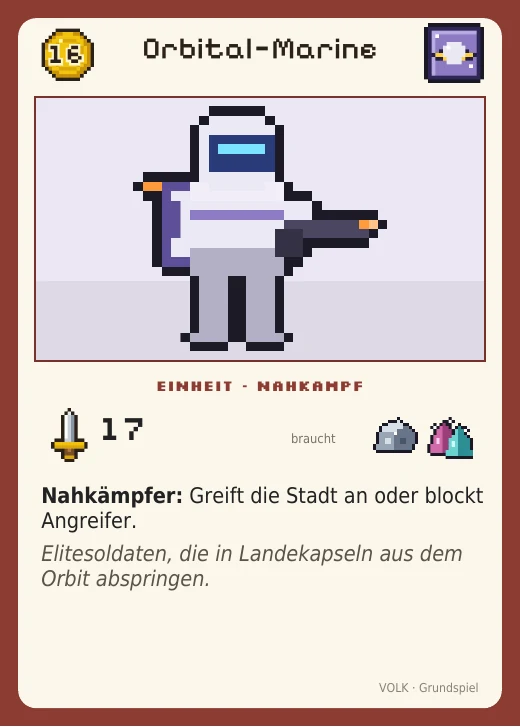 16
Orbital-Marine
EINHEIT - NAHKAMPF
17
braucht
Nahkämpfer: Greift die Stadt an oder blockt
Angreifer.
Elitesoldaten, die in Landekapseln aus dem
Orbit abspringen.
VOLK · Grundspiel